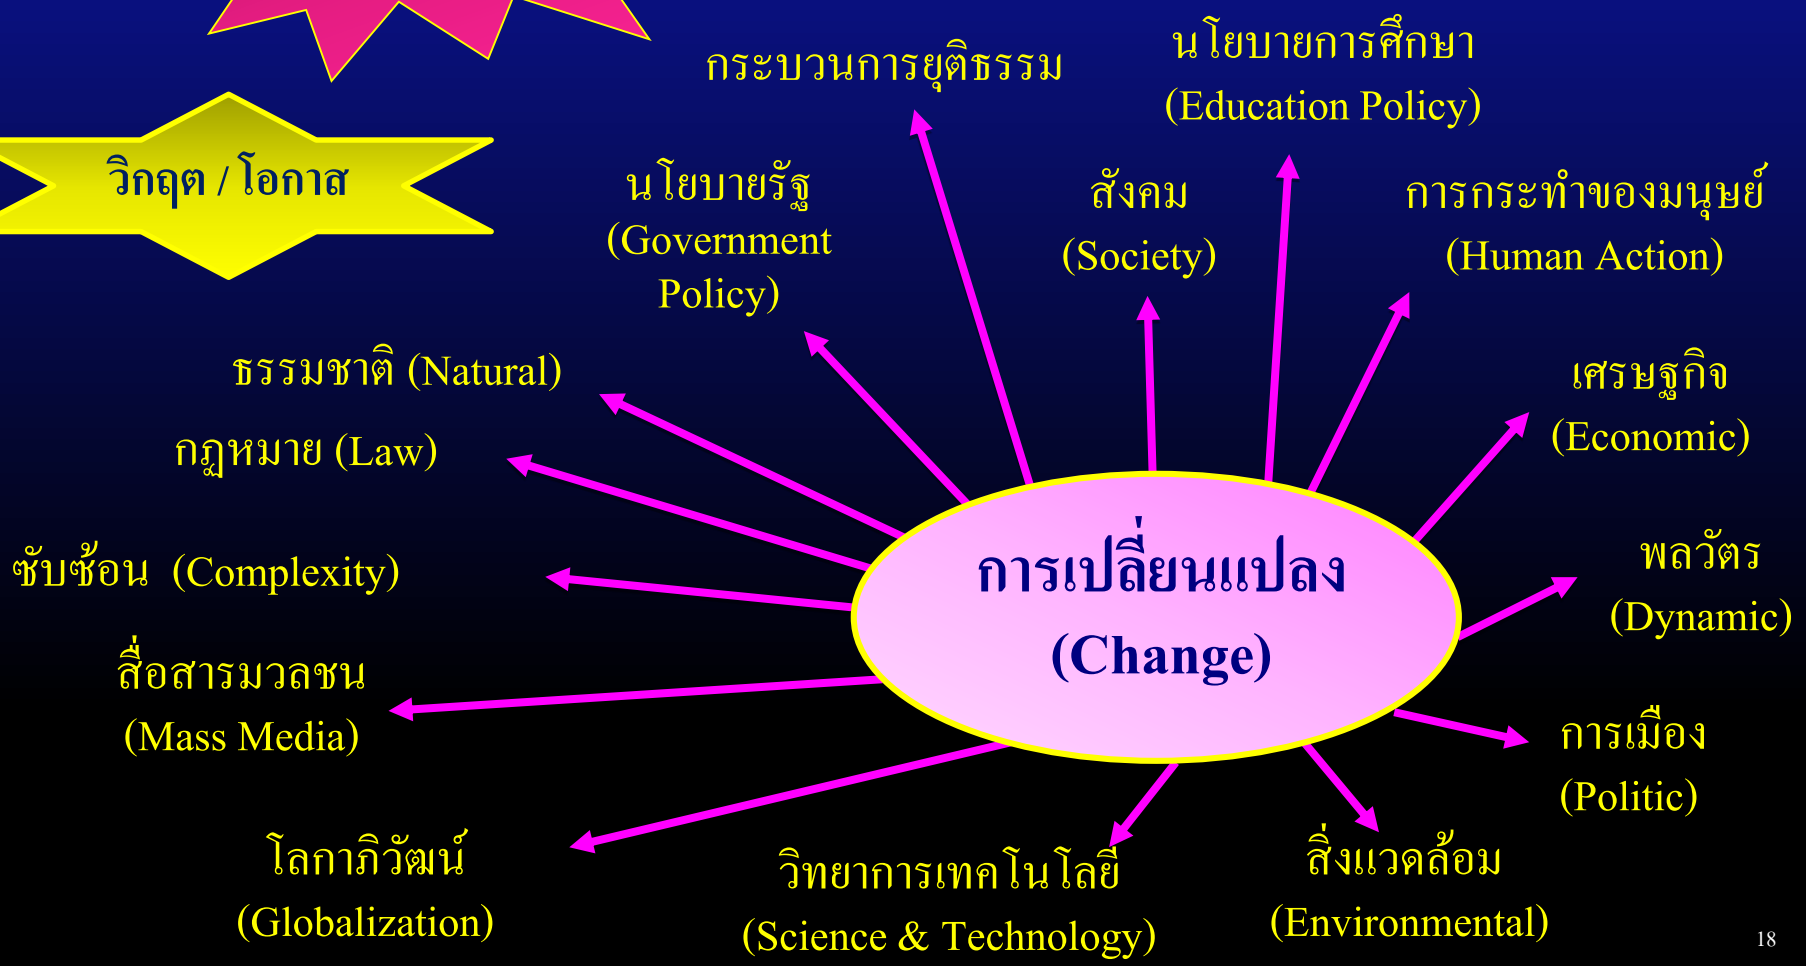 กระบวนการยุติธรรม
นโยบายการศึกษา
(Education Policy)
วิกฤต / โอกาส
นโยบายรัฐ
(Government
Policy)
สังคม
(Society)
การกระทำของมนุษย์
(Human Action)
ธรรมชาติ (Natural)
เศรษฐกิจ
(Economic)
กฏหมาย (Law)
ซับซ้อน (Complexity)
การเปลี่ยนแปลง
(Change)
พลวัตร
(Dynamic)
สื่อสารมวลชน
(Mass Media)
การเมือง
(Politic)
โลกาภิวัฒน์
(Globalization)
วิทยาการเทคโนโลยี
(Science & Technology)
สิ่งแวดล้อม
(Environmental)
18